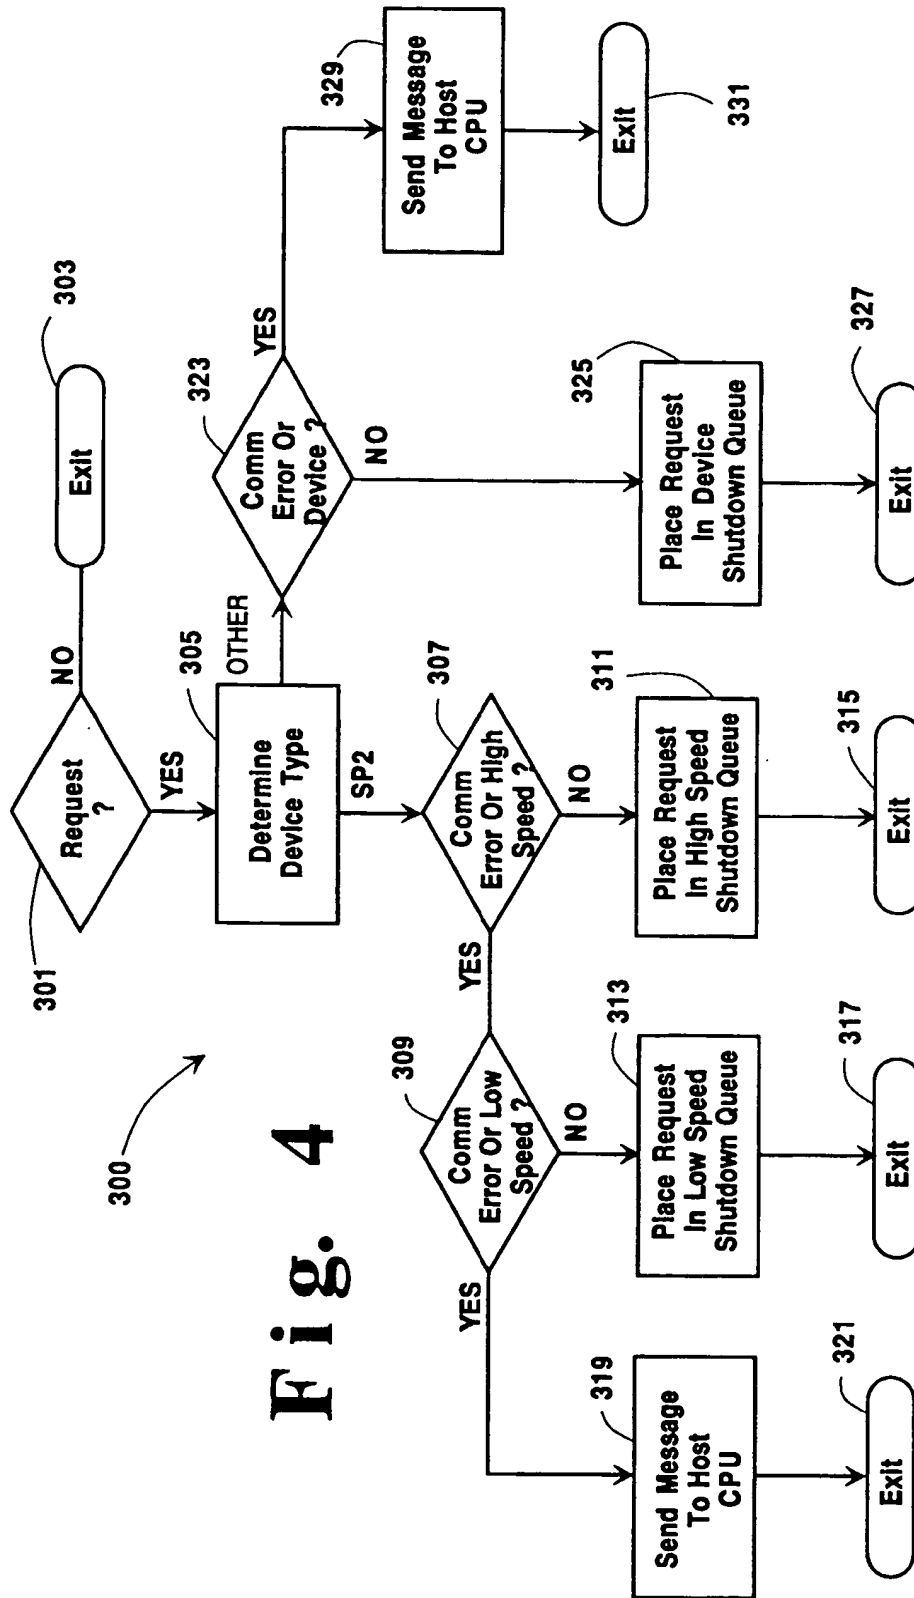 Request
?
301
NO
Exit
303
YES
Determine
Device Type
305
OTHER
SP2
Comm
Error Or
Device ?
323
YES
NO
Send Message
To Host
CPU
329
Exit
331
Place Request
In Device
Shutdown Queue
325
Exit
327
Comm
Error Or High
Speed ?
307
YES
NO
Place Request
In High Speed
Shutdown Queue
311
Exit
315
Comm
Error Or Low
Speed ?
309
YES
NO
Place Request
In Low Speed
Shutdown Queue
313
Exit
317
Send Message
To Host
CPU
319
Exit
321
300
Fig. 4